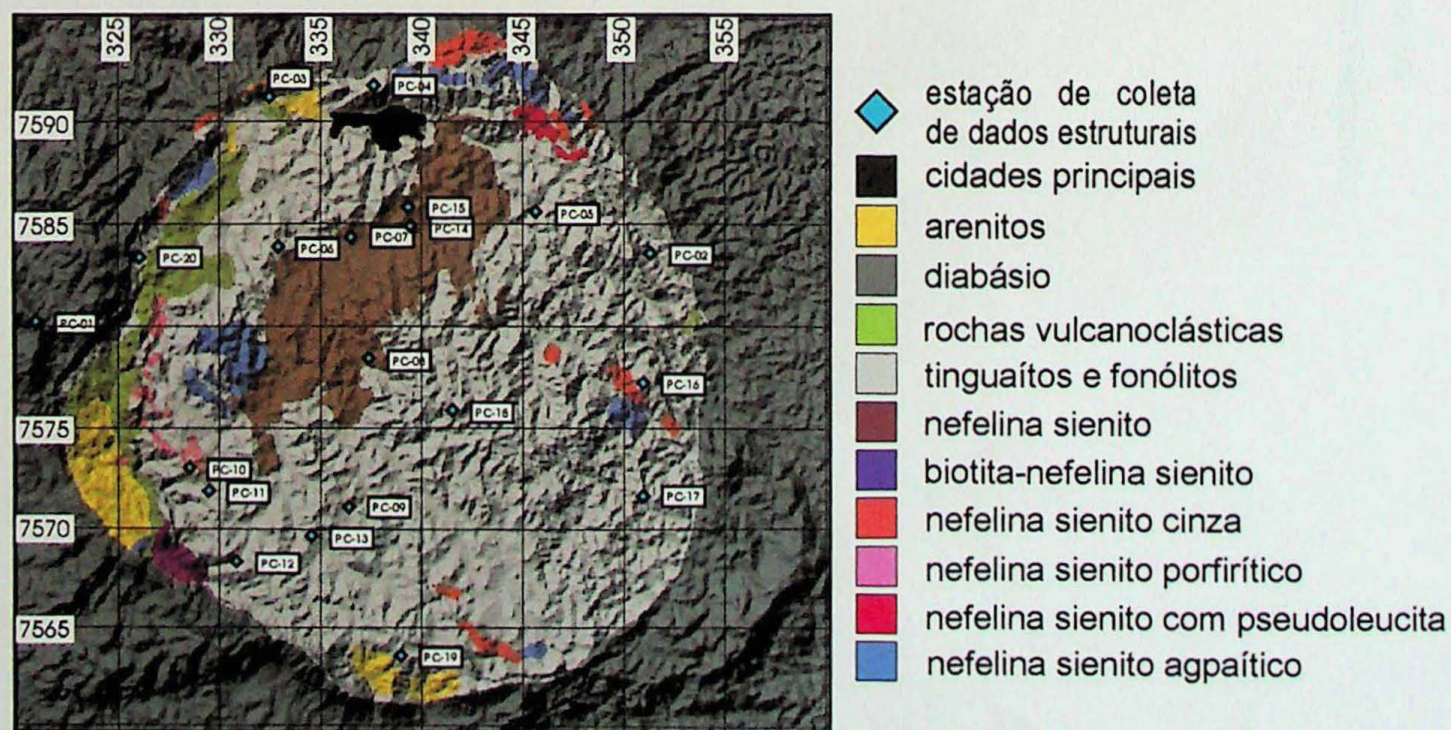 325
330
335
340
345
350
355
PC-03
PC-04
7590
PC-15
PC-05
7585
PC-14
PC-07
PC-06
PC-02
PC-20
PC-01
PC-08
PC-16
PC-18
7575
PC-10
PC-11
PC-17
PC-09
7570
PC-13
PC-12
7565
PC-19
estação de coleta
de dados estruturais
cidades principais
arenitos
diabásio
rochas vulcanoclásticas
tinguaítos e fonólitos
nefelina sienito
biotita-nefelina sienito
nefelina sienito cinza
nefelina sienito porfirítico
nefelina sienito com pseudoleucita
nefelina sienito agpaítico